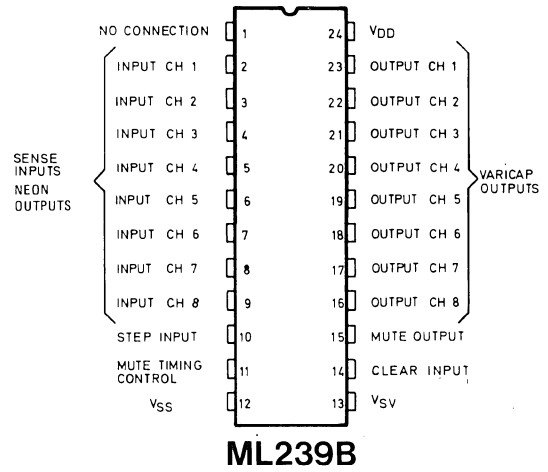 NO CONNECTION 1 24 VDD
INPUT CH 1 2 23 OUTPUT CH 1
INPUT CH 2 3 22 OUTPUT CH 2
INPUT CH 3 4 21 OUTPUT CH 3
INPUT CH 4 5 20 OUTPUT CH 4
SENSE
INPUTS
NEON
OUTPUTS
VARICAP
OUTPUTS
INPUT CH 5 6 19 OUTPUT CH 5
INPUT CH 6 7 18 OUTPUT CH 6
INPUT CH 7 8 17 OUTPUT CH 7
INPUT CH 8 9 16 OUTPUT CH 8
STEP INPUT 10 15 MUTE OUTPUT
MUTE TIMING
CONTROL 11 14 CLEAR INPUT
VSS 12 13 VSV
ML239B